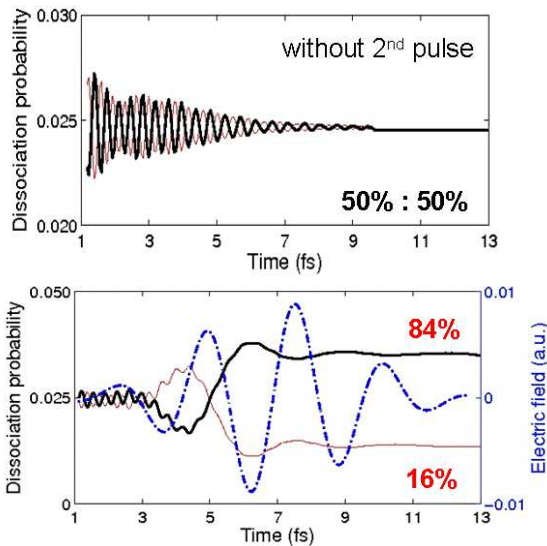 0.030
without 2nd pulse
Dissociation probability
0.025
0.020
50% : 50%
1 3 5 7 9 11 13
Time (fs)
0.050
0.01
84%
Dissociation probability
0.025
0
Electric field (a.u.)
16%
0
-0.01
1 3 5 7 9 11 13
Time (fs)